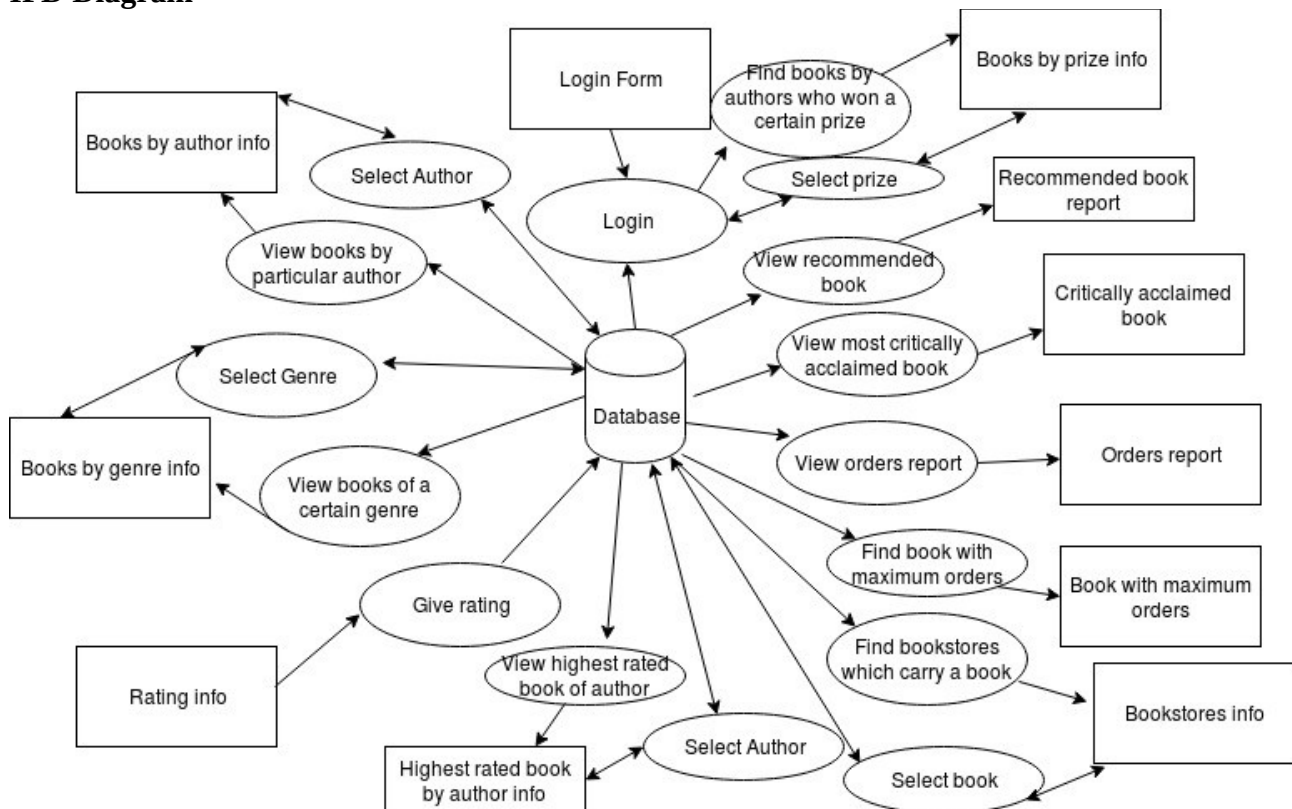 Login Form
Find books by
authors who won a
certain prize
Books by prize info
Books by author info
Select Author
Select prize
Recommended book
report
Login
View books by
particular author
View recommended
book
Critically acclaimed
book
View most critically
acclaimed book
Select Genre
Database
Books by genre info
View books of a
certain genre
View orders report
Orders report
Find book with
maximum orders
Book with maximum
orders
Give rating
Find bookstores
which carry a book
View highest rated
book of author
Rating info
Bookstores info
Select Author
Highest rated book
by author info
Select book